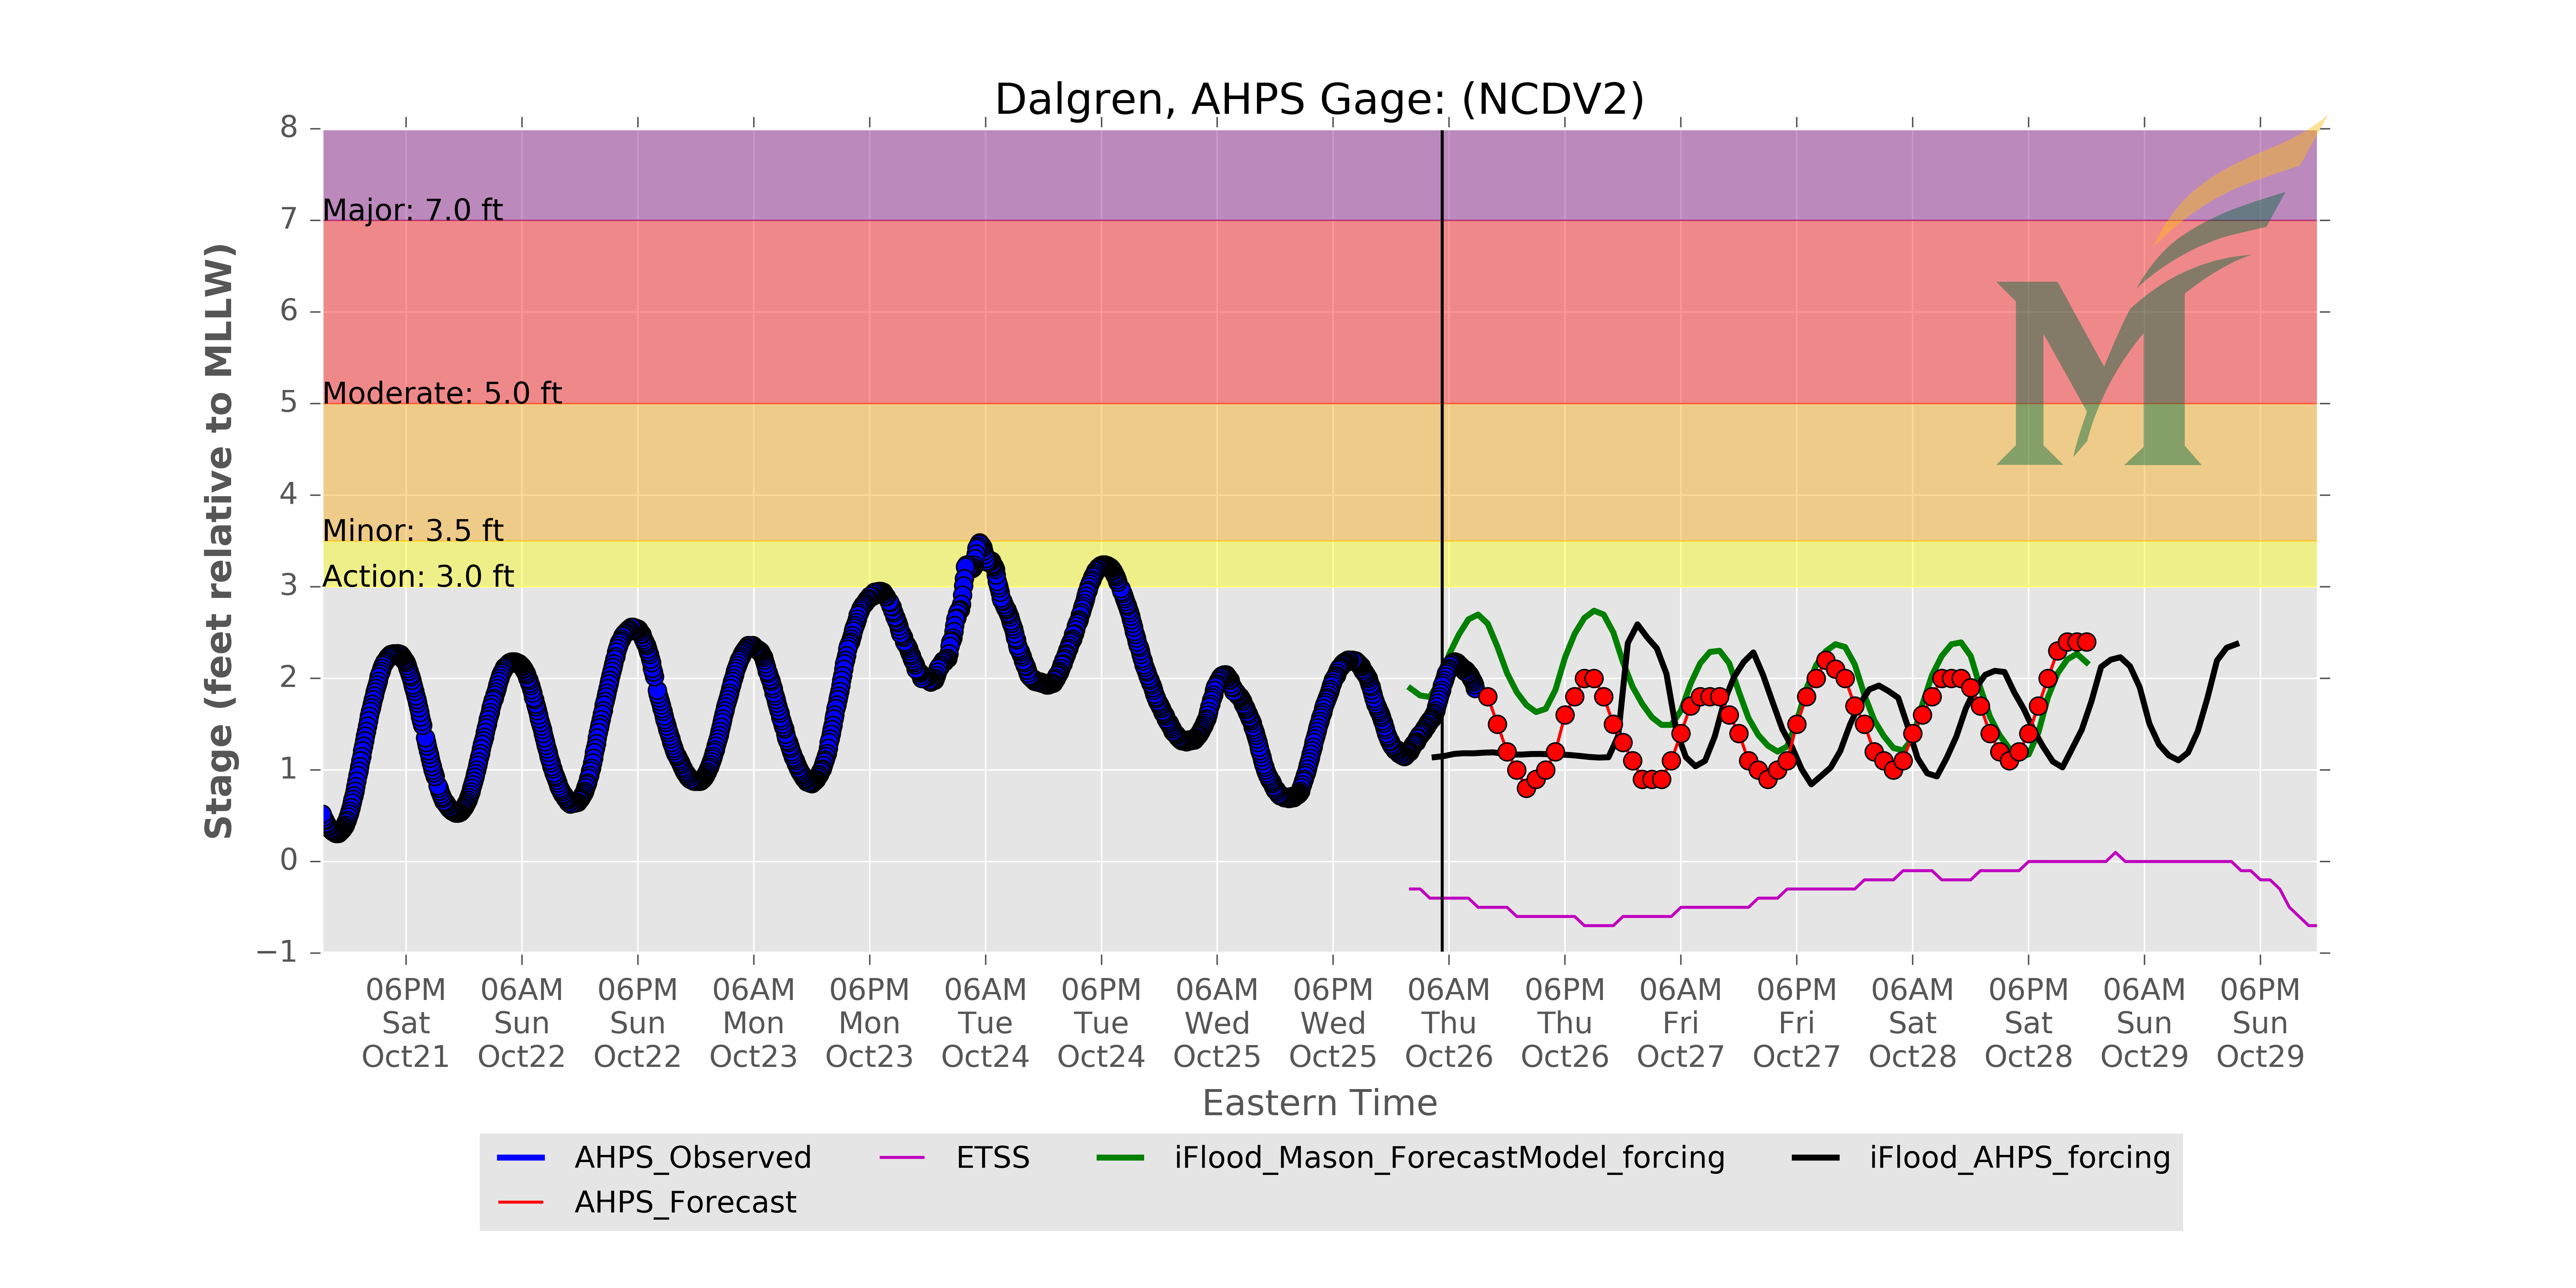 Dalgren, AHPS Gage: (NCDV2)
8
Major: 7.0 ft
7
6
Moderate: 5.0 ft
5
4
Minor: 3.5 ft
Action: 3.0 ft
3
2
1
0
−1
Stage (feet relative to MLLW)
06PM 06AM 06PM 06AM 06PM 06AM 06PM 06AM 06PM 06AM 06PM 06AM 06PM 06AM 06PM 06AM 06PM
Sat Sun Sun Mon Mon Tue Tue Wed Wed Thu Thu Fri Fri Sat Sat Sun Sun
Oct21 Oct22 Oct22 Oct23 Oct23 Oct24 Oct24 Oct25 Oct25 Oct26 Oct26 Oct27 Oct27 Oct28 Oct28 Oct29 Oct29
Eastern Time
AHPS_Observed ETSS iFlood_Mason_ForecastModel_forcing iFlood_AHPS_forcing
AHPS_Forecast
M